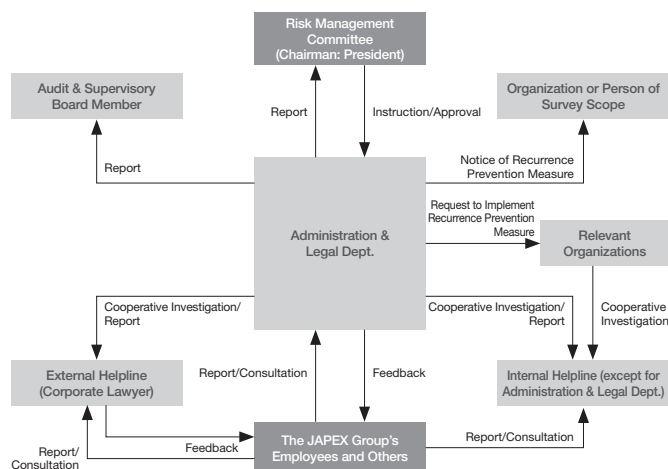 Risk Management
Committee
(Chairman: President)
Audit & Supervisory
Board Member
Organization or Person of
Survey Scope
Report
Instruction/Approval
Report
Notice of Recurrence
Prevention Measure
Administration &
Legal Dept.
Request to Implement
Recurrence Prevention
Measure
Relevant
Organizations
Cooperative Investigation/
Report
Cooperative Investigation/
Report
Cooperative
Investigation
External Helpline
(Corporate Lawyer)
Report/Consultation
Feedback
Internal Helpline (except for
Administration & Legal Dept.)
Report/
Consultation
Feedback
The JAPEX Group's
Employees and Others
Report/Consultation